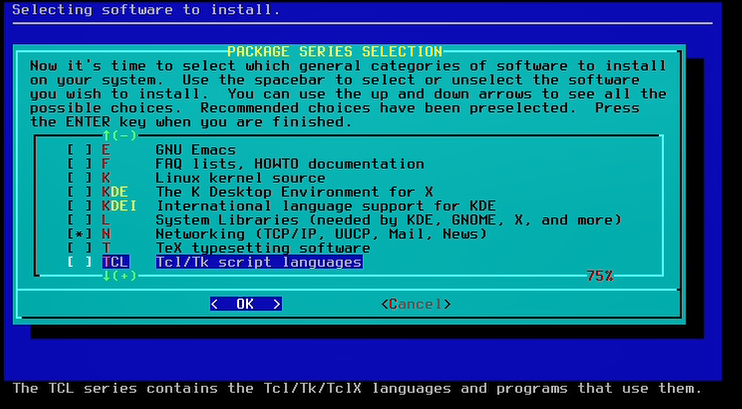 Selecting software to install.
PACKAGE SERIES SELECTION
Now it's time to select which general categories of software to install
on your system.  Use the spacebar to select or unselect the software
you wish to install.  You can use the up and down arrows to see all the
possible choices.  Recommended choices have been preselected.  Press
the ENTER key when you are finished.
↑(-)
[ ] E    GNU Emacs
[ ] F    FAQ lists, HOWTO documentation
[ ] K    Linux kernel source
[ ] KDE  The K Desktop Environment for X
[ ] KDEI International language support for KDE
[ ] L    System Libraries (needed by KDE, GNOME, X, and more)
[*] N    Networking (TCP/IP, UUCP, Mail, News)
[ ] T    TeX typesetting software
[ ] TCL  Tcl/Tk script languages
↓(+) 75%
<  OK  > <Cancel>
The TCL series contains the Tcl/Tk/TclX languages and programs that use them.